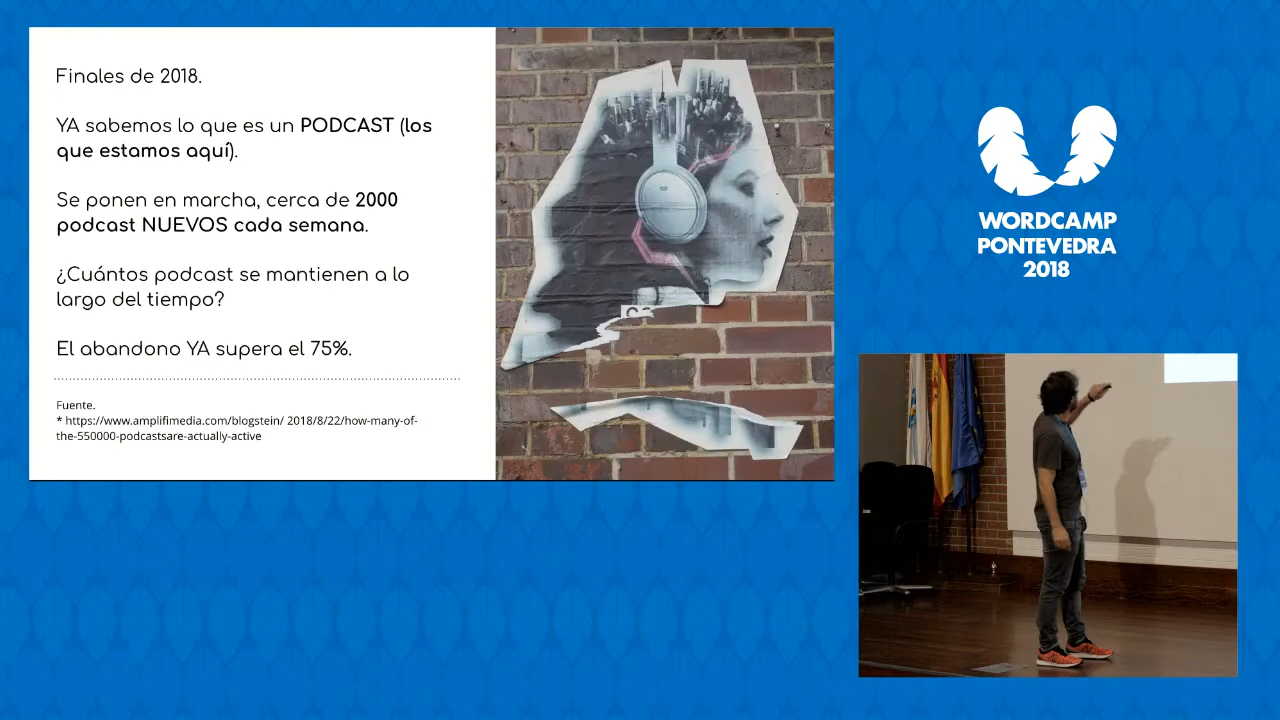 Finales de 2018.
YA sabemos lo que es un PODCAST (los
que estamos aquí).
Se ponen en marcha, cerca de 2000
podcast NUEVOS cada semana.
¿Cuántos podcast se mantienen a lo
largo del tiempo?
El abandono YA supera el 75%.
Fuente.
* https://www.amplifimedia.com/blogstein/ 2018/8/22/how-many-of-
the-550000-podcastsare-actually-active
WORDCAMP
PONTEVEDRA
2018